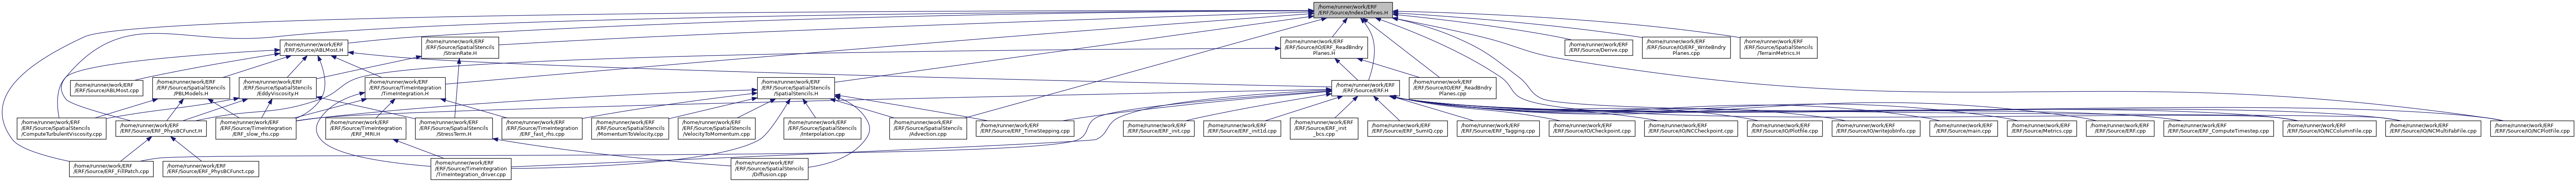 /home/runner/work/ERF
/ERF/Source/IndexDefines.H
/home/runner/work/ERF
/ERF/Source/ABLMost.H
/home/runner/work/ERF
/ERF/Source/SpatialStencils
/StrainRate.H
/home/runner/work/ERF
/ERF/Source/IO/ERF_ReadBndry
Planes.H
/home/runner/work/ERF
/ERF/Source/Derive.cpp
/home/runner/work/ERF
/ERF/Source/IO/ERF_WriteBndry
Planes.cpp
/home/runner/work/ERF
/ERF/Source/SpatialStencils
/TerrainMetrics.H
/home/runner/work/ERF
/ERF/Source/ABLMost.cpp
/home/runner/work/ERF
/ERF/Source/SpatialStencils
/PBLModels.H
/home/runner/work/ERF
/ERF/Source/SpatialStencils
/EddyViscosity.H
/home/runner/work/ERF
/ERF/Source/TimeIntegration
/TimeIntegration.H
/home/runner/work/ERF
/ERF/Source/SpatialStencils
/SpatialStencils.H
/home/runner/work/ERF
/ERF/Source/ERF.H
/home/runner/work/ERF
/ERF/Source/IO/ERF_ReadBndry
Planes.cpp
/home/runner/work/ERF
/ERF/Source/SpatialStencils
/ComputeTurbulentViscosity.cpp
/home/runner/work/ERF
/ERF/Source/ERF_PhysBCFunct.H
/home/runner/work/ERF
/ERF/Source/TimeIntegration
/ERF_slow_rhs.cpp
/home/runner/work/ERF
/ERF/Source/TimeIntegration
/ERF_MRI.H
/home/runner/work/ERF
/ERF/Source/SpatialStencils
/StressTerm.H
/home/runner/work/ERF
/ERF/Source/TimeIntegration
/ERF_fast_rhs.cpp
/home/runner/work/ERF
/ERF/Source/SpatialStencils
/MomentumToVelocity.cpp
/home/runner/work/ERF
/ERF/Source/SpatialStencils
/VelocityToMomentum.cpp
/home/runner/work/ERF
/ERF/Source/SpatialStencils
/Interpolation.cpp
/home/runner/work/ERF
/ERF/Source/SpatialStencils
/Advection.cpp
/home/runner/work/ERF
/ERF/Source/ERF_TimeStepping.cpp
/home/runner/work/ERF
/ERF/Source/ERF_init.cpp
/home/runner/work/ERF
/ERF/Source/ERF_init1d.cpp
/home/runner/work/ERF
/ERF/Source/ERF_init
_bcs.cpp
/home/runner/work/ERF
/ERF/Source/ERF_SumIQ.cpp
/home/runner/work/ERF
/ERF/Source/ERF_Tagging.cpp
/home/runner/work/ERF
/ERF/Source/IO/Checkpoint.cpp
/home/runner/work/ERF
/ERF/Source/IO/NCCheckpoint.cpp
/home/runner/work/ERF
/ERF/Source/IO/Plotfile.cpp
/home/runner/work/ERF
/ERF/Source/IO/writeJobInfo.cpp
/home/runner/work/ERF
/ERF/Source/main.cpp
/home/runner/work/ERF
/ERF/Source/Metrics.cpp
/home/runner/work/ERF
/ERF/Source/ERF.cpp
/home/runner/work/ERF
/ERF/Source/ERF_ComputeTimestep.cpp
/home/runner/work/ERF
/ERF/Source/IO/NCColumnFile.cpp
/home/runner/work/ERF
/ERF/Source/IO/NCMultiFabFile.cpp
/home/runner/work/ERF
/ERF/Source/IO/NCPlotFile.cpp
/home/runner/work/ERF
/ERF/Source/ERF_FillPatch.cpp
/home/runner/work/ERF
/ERF/Source/ERF_PhysBCFunct.cpp
/home/runner/work/ERF
/ERF/Source/TimeIntegration
/TimeIntegration_driver.cpp
/home/runner/work/ERF
/ERF/Source/SpatialStencils
/Diffusion.cpp